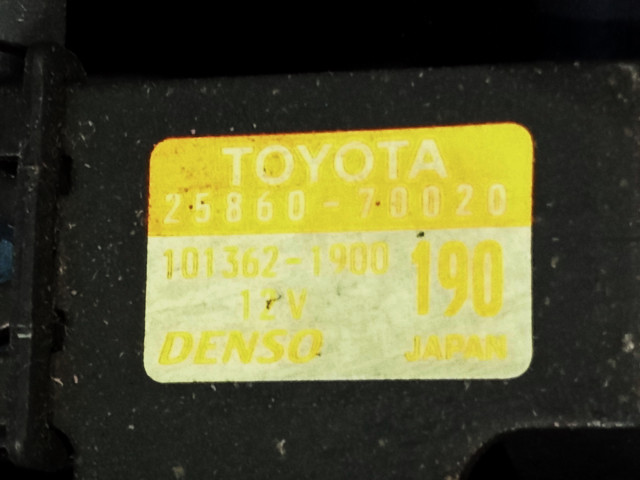 TOYOTA
25860-70020
101362-1900 190
12V
DENSO JAPAN